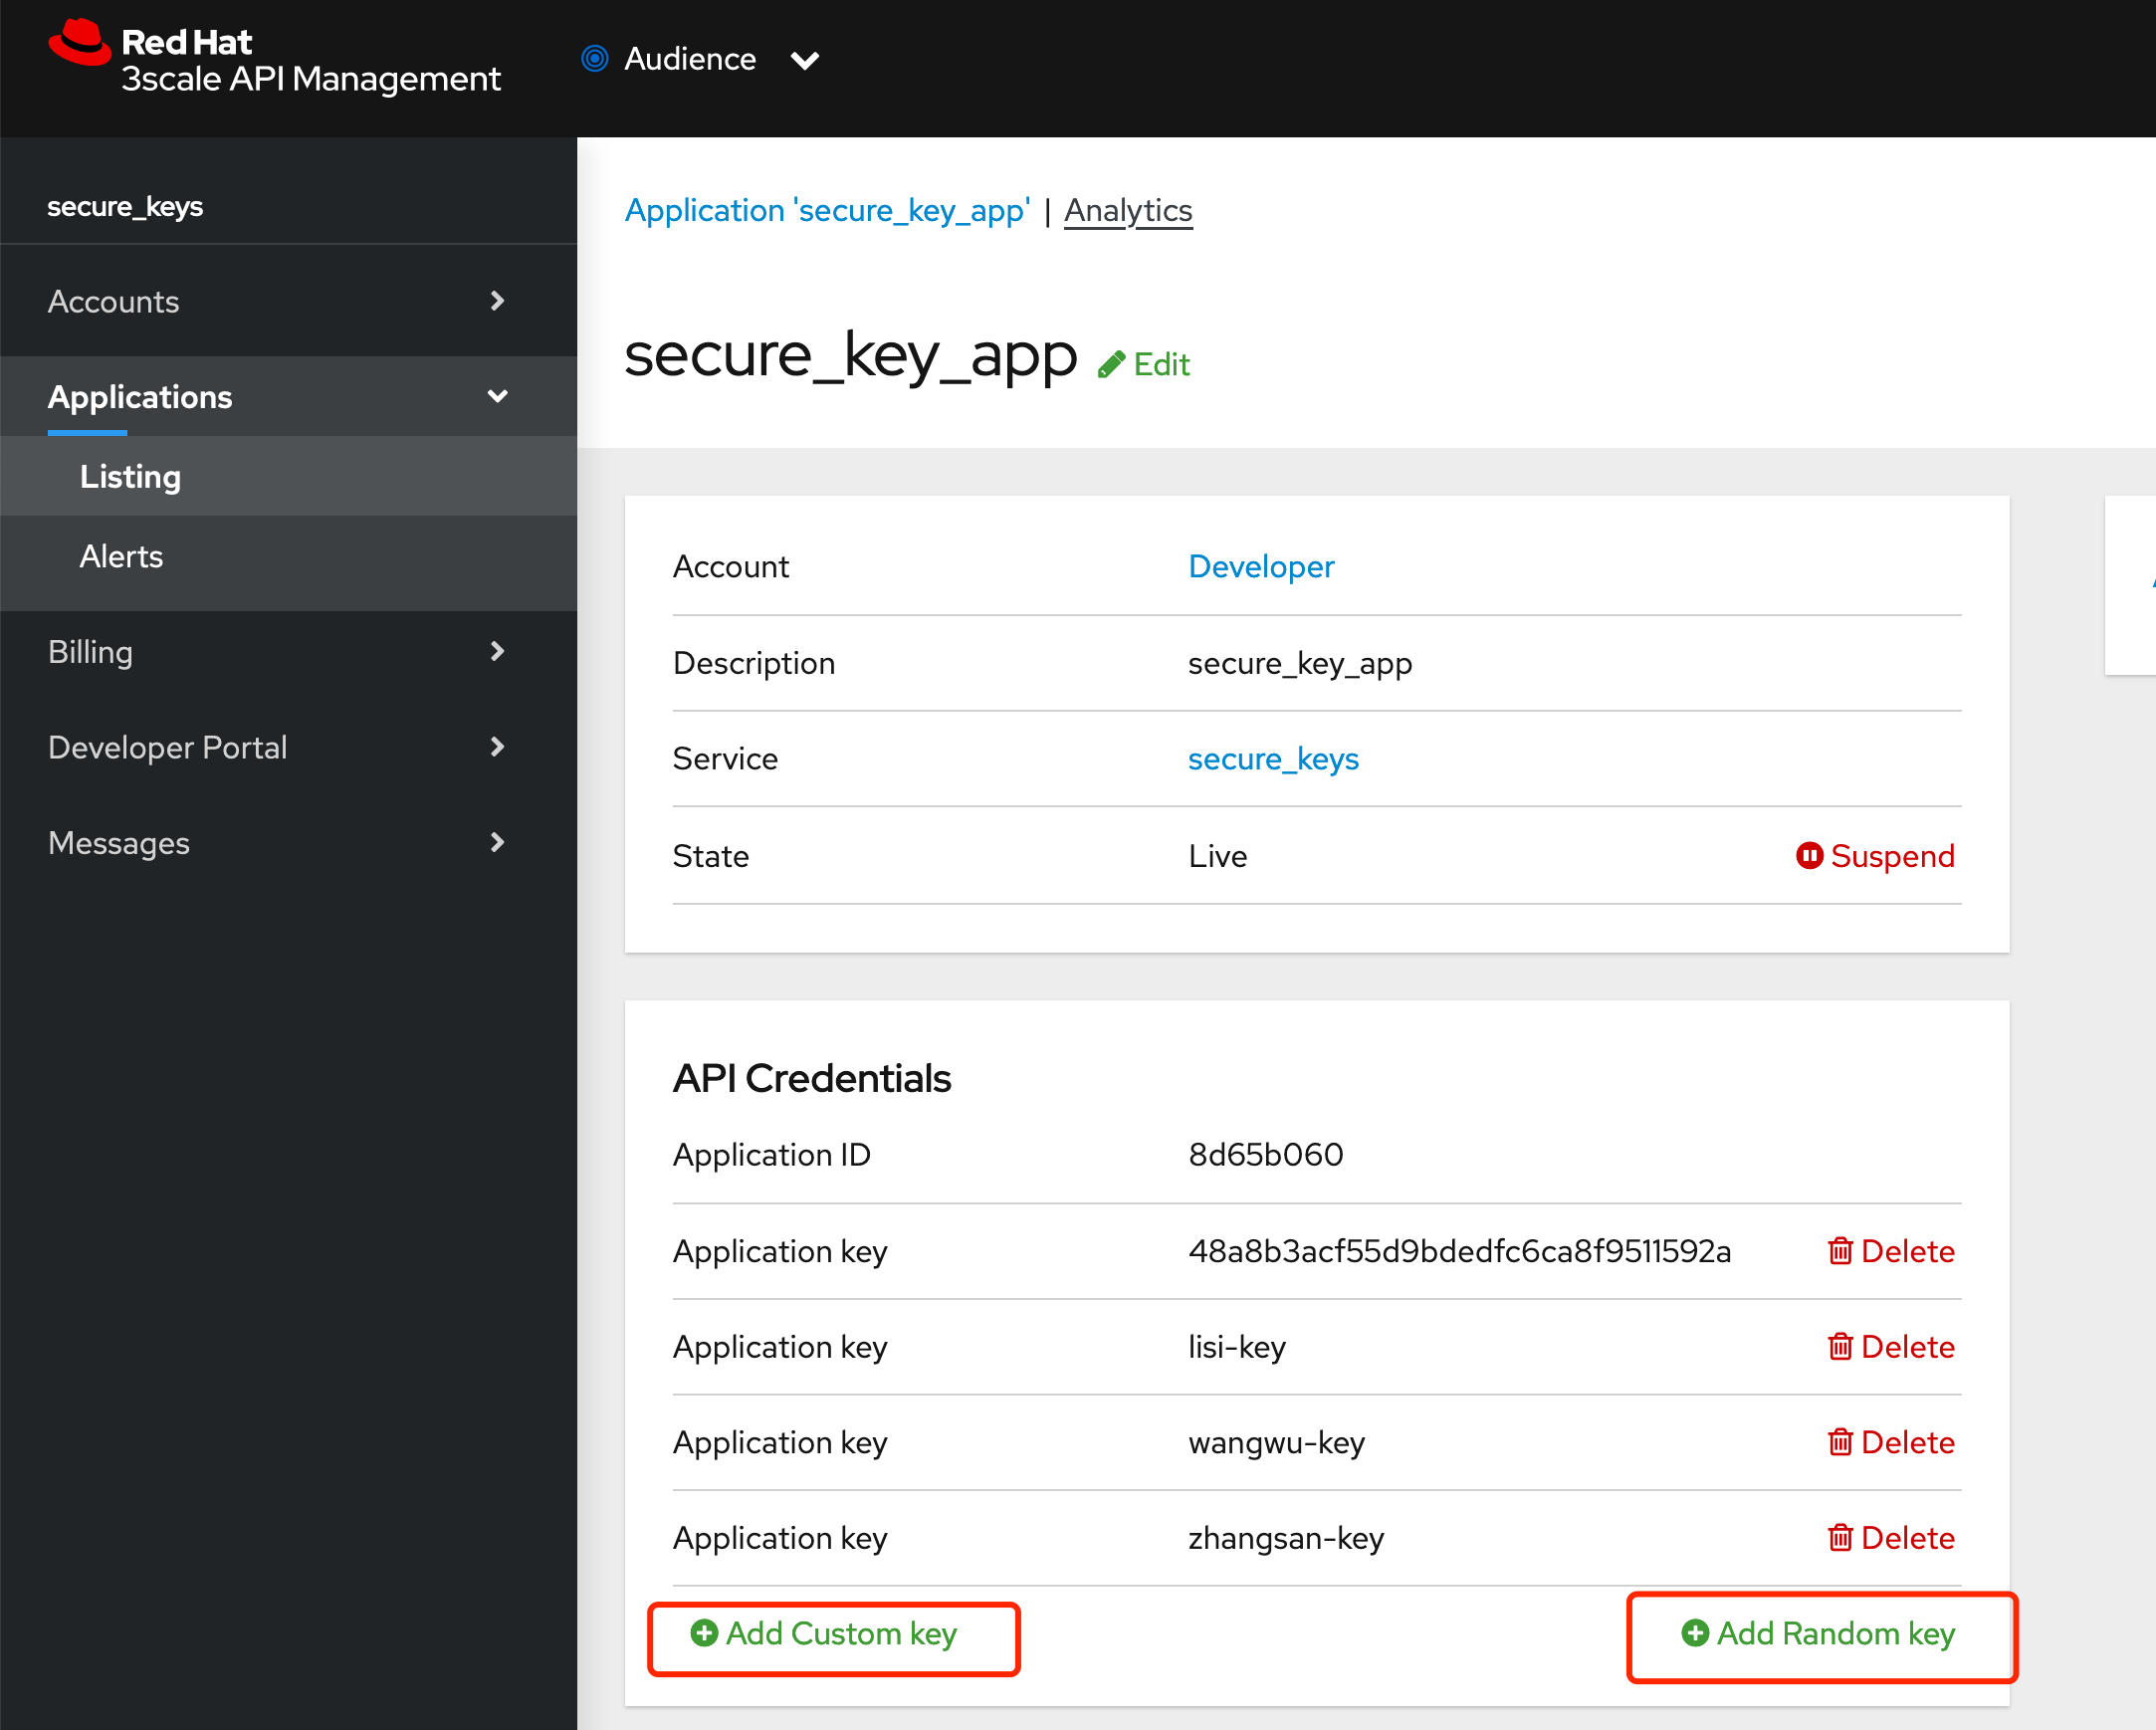 Red Hat
3scale API Management
Audience
secure_keys
Accounts
Applications
Listing
Alerts
Billing
Developer Portal
Messages
Application 'secure_key_app' | Analytics
secure_key_app Edit
Account Developer
Description secure_key_app
Service secure_keys
State Live Suspend
API Credentials
Application ID 8d65b060
Application key 48a8b3acf55d9bdedfc6ca8f9511592a Delete
Application key lisi-key Delete
Application key wangwu-key Delete
Application key zhangsan-key Delete
Add Custom key Add Random key